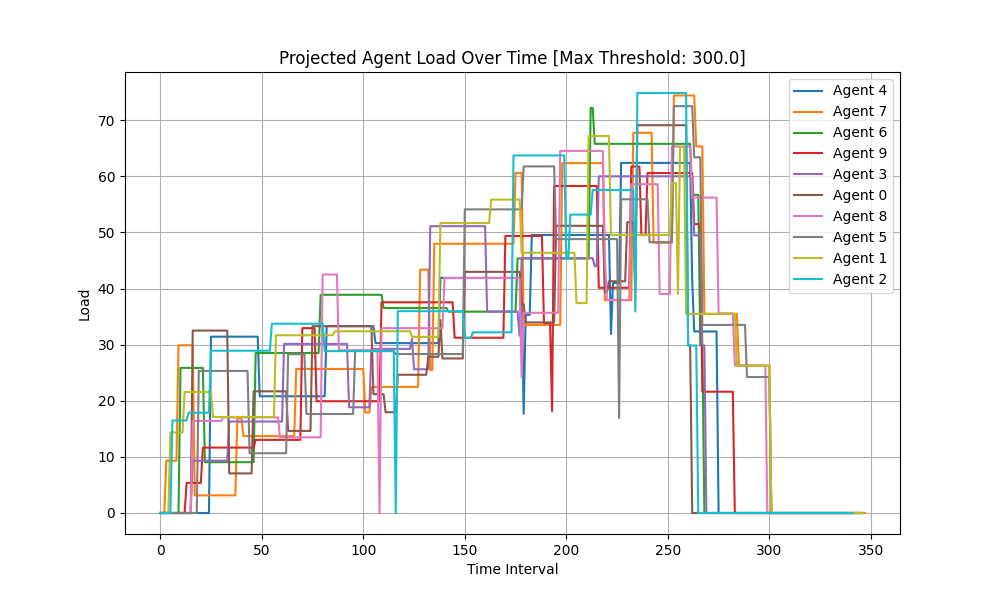 Projected Agent Load Over Time [Max Threshold: 300.0]
Load
70
60
50
40
30
20
10
0
0 50 100 150 200 250 300 350
Time Interval
Agent 4
Agent 7
Agent 6
Agent 9
Agent 3
Agent 0
Agent 8
Agent 5
Agent 1
Agent 2